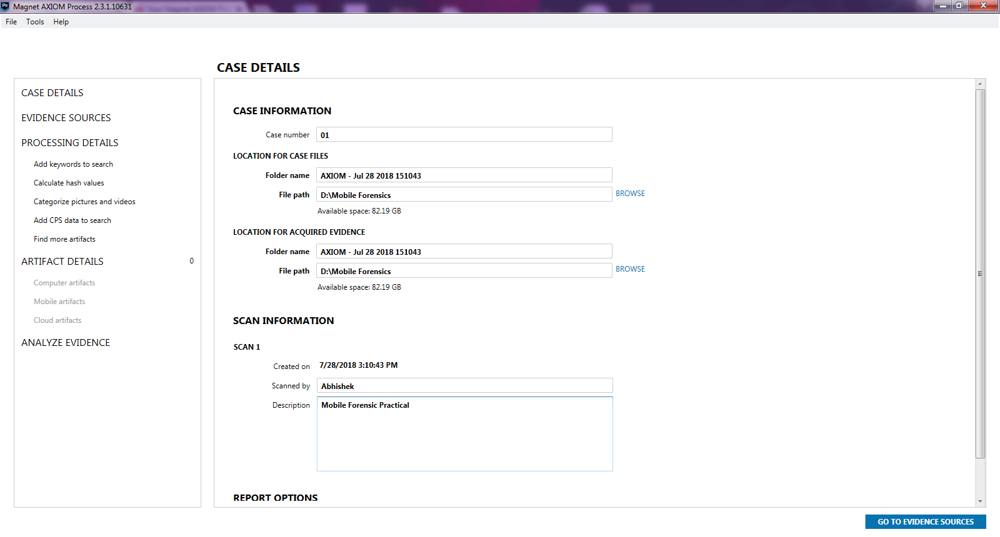 Magnet AXIOM Process 2.3.1.10631
File Tools Help
CASE DETAILS
CASE DETAILS
EVIDENCE SOURCES
PROCESSING DETAILS
Add keywords to search
Calculate hash values
Categorize pictures and videos
Add CPS data to search
Find more artifacts
ARTIFACT DETAILS 0
Computer artifacts
Mobile artifacts
Cloud artifacts
ANALYZE EVIDENCE
CASE INFORMATION
Case number 01
LOCATION FOR CASE FILES
Folder name AXIOM - Jul 28 2018 151043
File path D:\Mobile Forensics BROWSE
Available space: 82.19 GB
LOCATION FOR ACQUIRED EVIDENCE
Folder name AXIOM - Jul 28 2018 151043
File path D:\Mobile Forensics BROWSE
Available space: 82.19 GB
SCAN INFORMATION
SCAN 1
Created on 7/28/2018 3:10:43 PM
Scanned by Abhishek
Description Mobile Forensic Practical
REPORT OPTIONS
GO TO EVIDENCE SOURCES